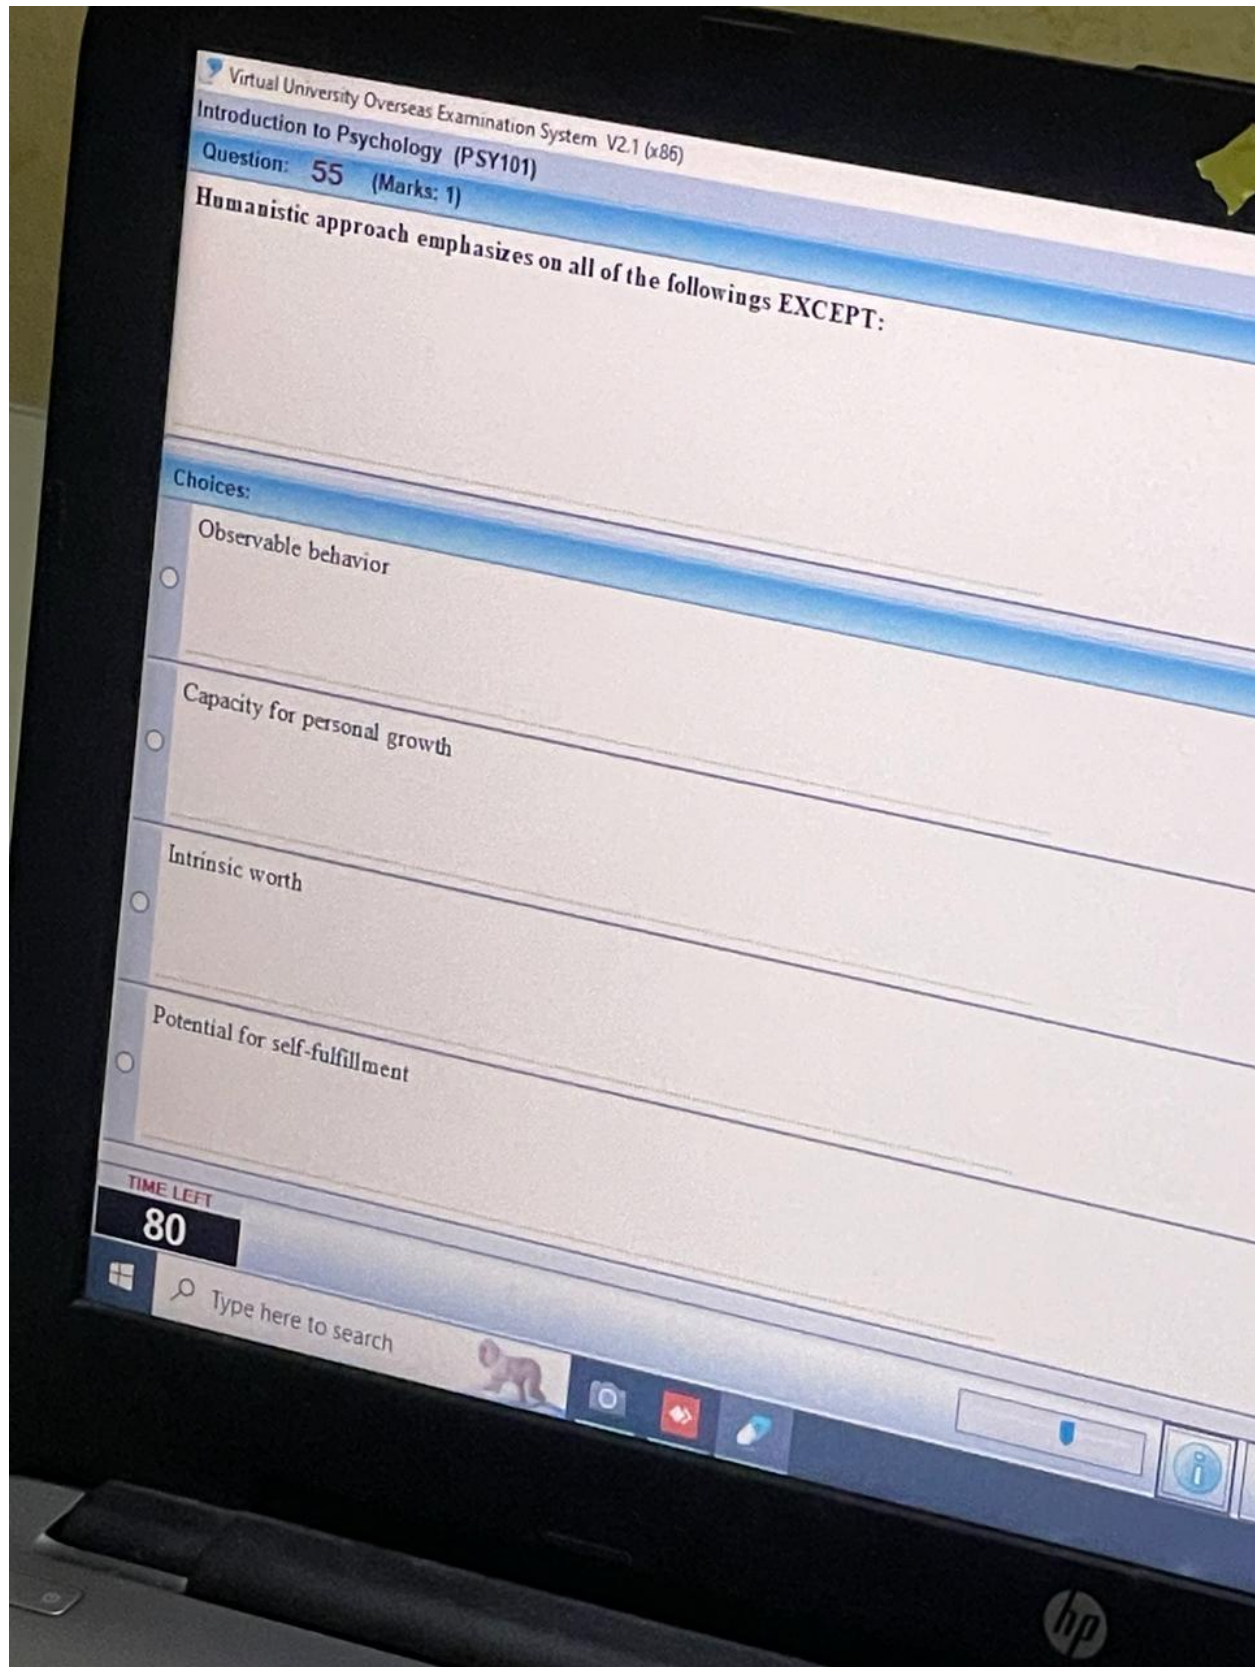 Virtual University Overseas Examination System V2.1 (x86)
Introduction to Psychology (PSY101)
Question: 55 (Marks: 1)
Humanistic approach emphasizes on all of the followings EXCEPT:
Choices:
Observable behavior
Capacity for personal growth
Intrinsic worth
Potential for self-fulfillment
TIME LEFT
80
Type here to search
i
hp